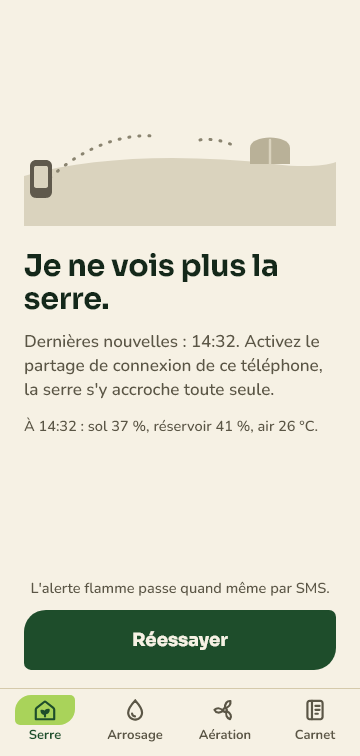 Je ne vois plus la
serre.
Dernières nouvelles : 14:32. Activez le
partage de connexion de ce téléphone,
la serre s'y accroche toute seule.
À 14:32 : sol 37 %, réservoir 41 %, air 26 °C.
L'alerte flamme passe quand même par SMS.
Réessayer
Serre
Arrosage
Aération
Carnet